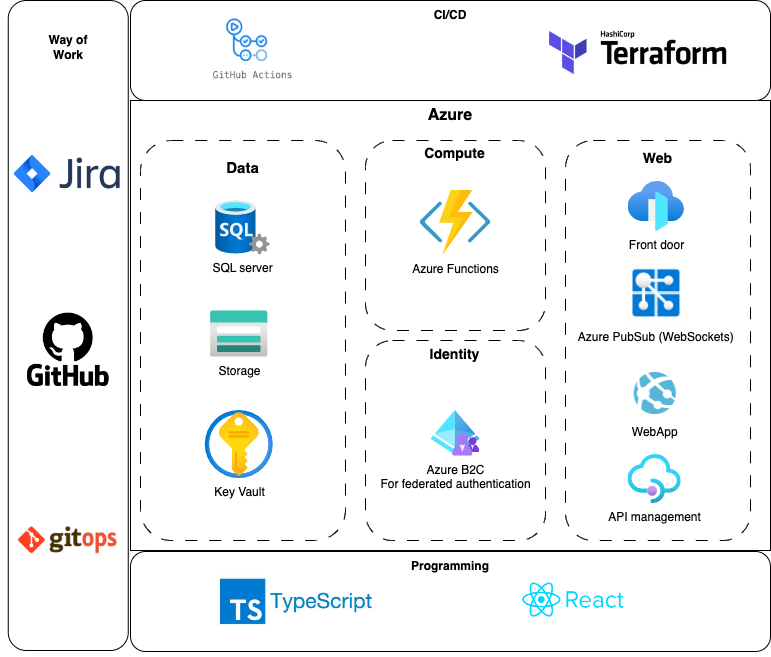 Way of
Work
Jira
GitHub
gitops
CI/CD
GitHub Actions
HashiCorp
Terraform
Azure
Data
SQL
SQL server
Storage
Key Vault
Compute
Azure Functions
Identity
Azure B2C
For federated authentication
Web
Front door
Azure PubSub (WebSockets)
WebApp
API management
Programming
TS
TypeScript
React